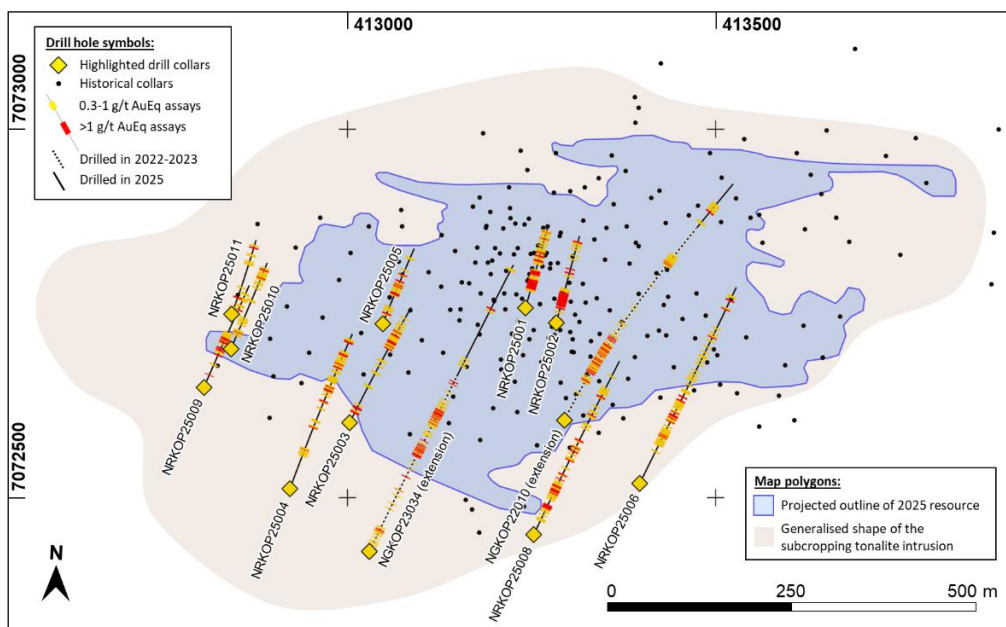 413000
413500
7073000
7072500
Drill hole symbols:
Highlighted drill collars
Historical collars
0.3-1 g/t AuEq assays
>1 g/t AuEq assays
Drilled in 2022-2023
Drilled in 2025
NRKOP25011
NRKOP25010
NRKOP25009
NRKOP25005
NRKOP25004
NRKOP25003
NGKOP23034 (extension)
NRKOP25001
NRKOP25002
NGKOP22010 (extension)
NRKOP25008
NRKOP25006
Map polygons:
Projected outline of 2025 resource
Generalised shape of the
subcropping tonalite intrusion
N
0
250
500 m